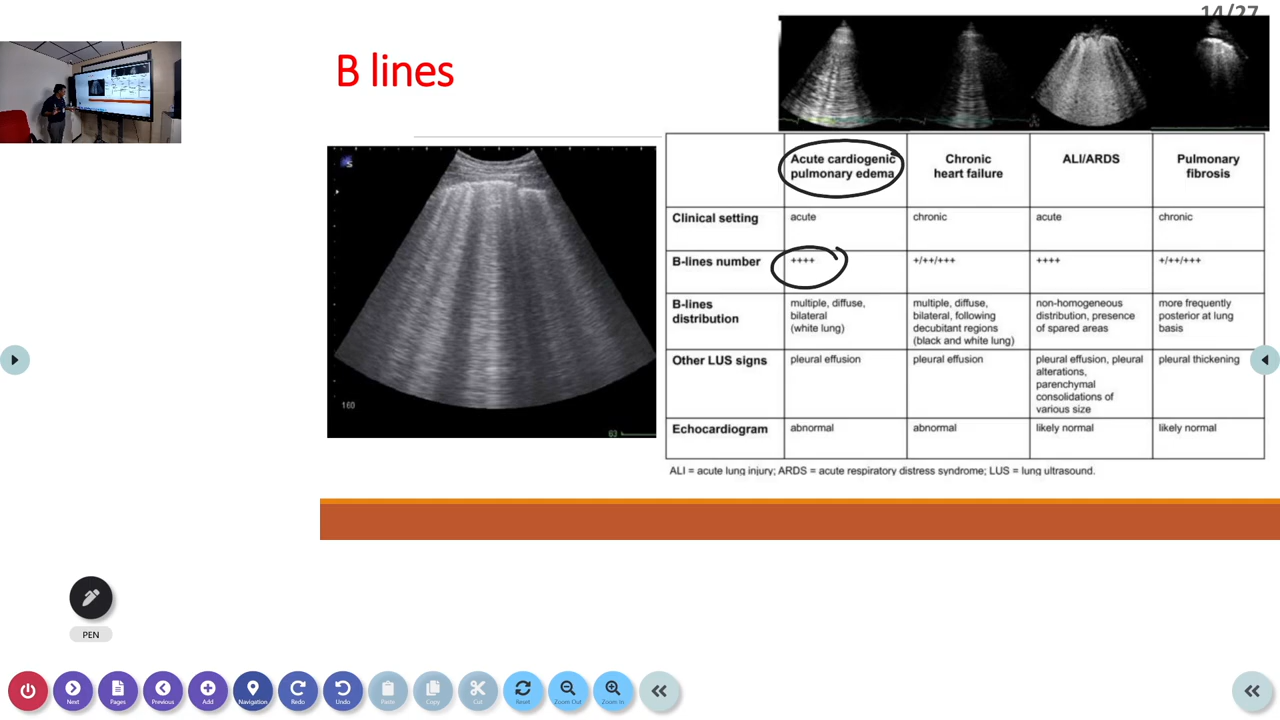 14/27
B lines
Acute cardiogenic
pulmonary edema
Chronic
heart failure
ALI/ARDS
Pulmonary
fibrosis
Clinical setting
acute
chronic
acute
chronic
B-lines number
++++
+/++/+++
++++
+/++/+++
B-lines
distribution
multiple, diffuse,
bilateral
(white lung)
multiple, diffuse,
bilateral, following
decubitant regions
(black and white lung)
non-homogeneous
distribution, presence
of spared areas
more frequently
posterior at lung
basis
Other LUS signs
pleural effusion
pleural effusion
pleural effusion, pleural
alterations,
parenchymal
consolidations of
various size
pleural thickening
Echocardiogram
abnormal
abnormal
likely normal
likely normal
ALI = acute lung injury; ARDS = acute respiratory distress syndrome; LUS = lung ultrasound.
S
160
63
PEN
Next
Pages
Previous
Add
Navigation
Redo
Undo
Paste
Copy
Cut
Reset
Zoom Out
Zoom In